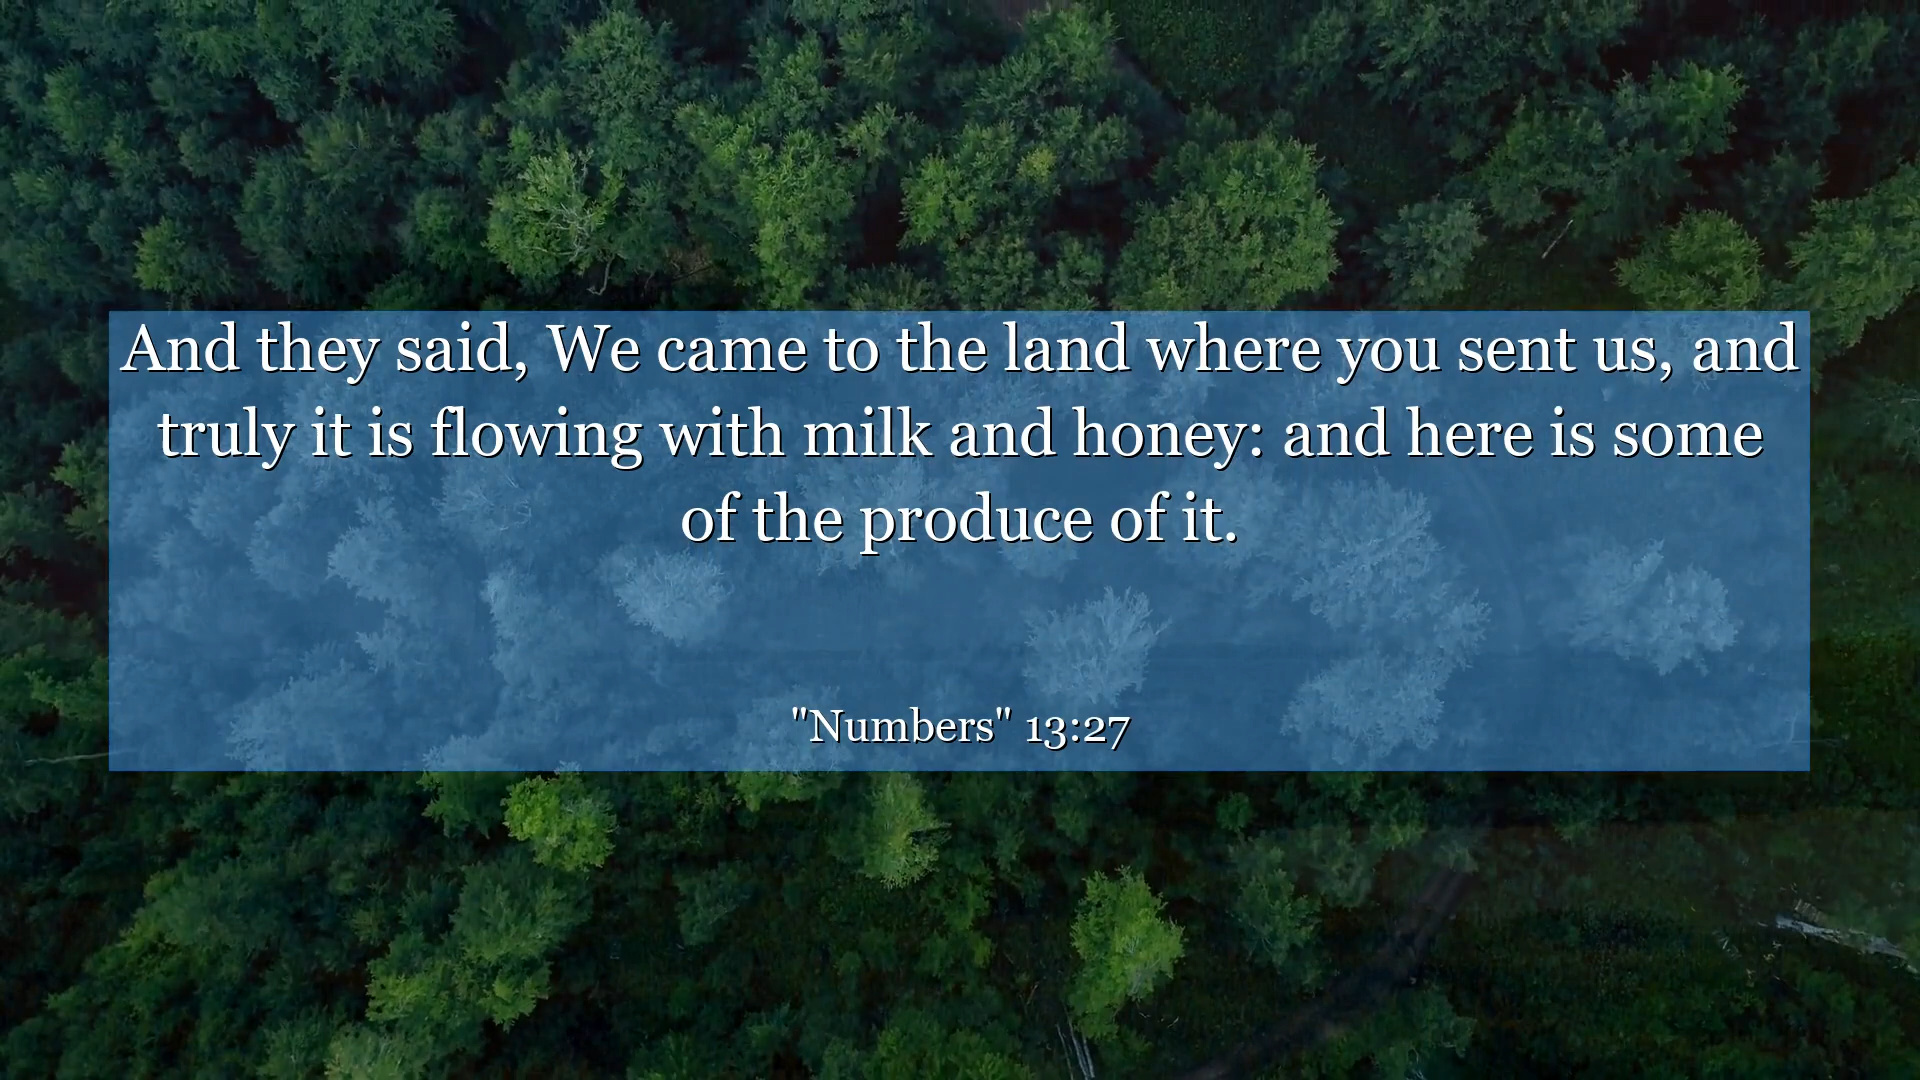 And they said, We came to the land where you sent us, and
truly it is flowing with milk and honey: and here is some
of the produce of it.
"Numbers" 13:27